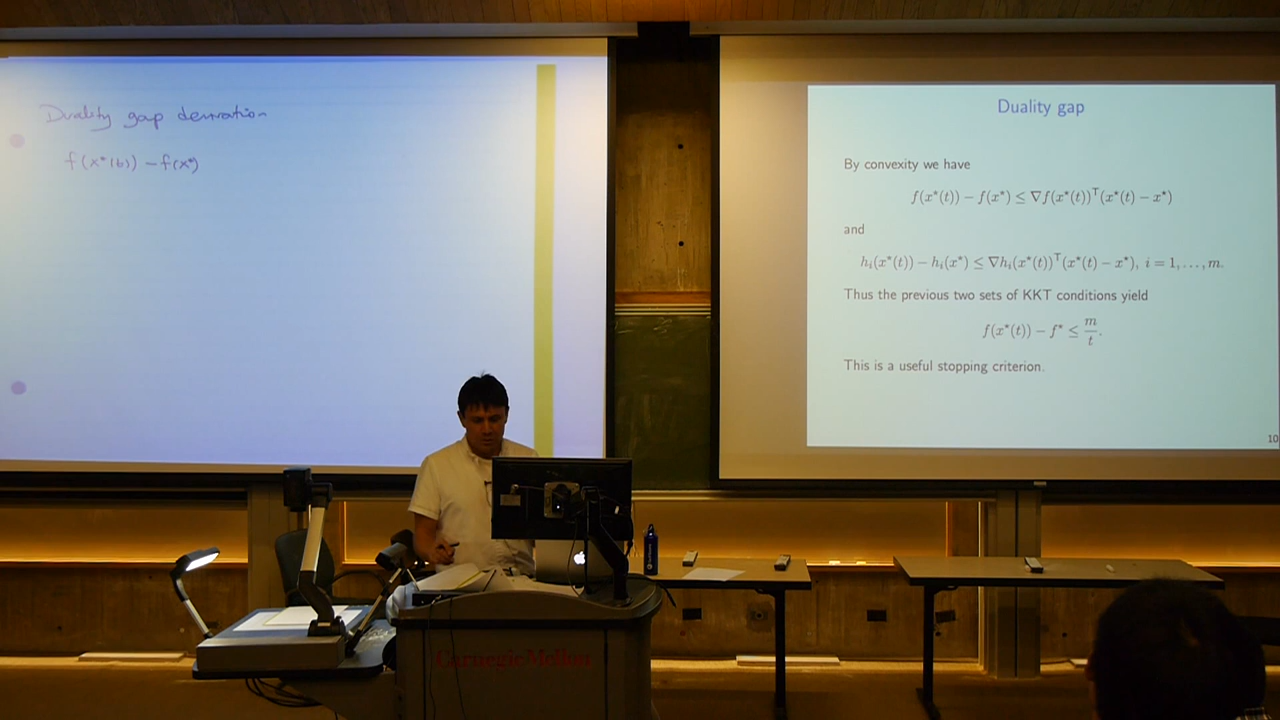 Duality gap derivation
f(x*(t)) − f(x*)
Duality gap
By convexity we have
f(x⋆(t)) − f(x⋆) ≤ ∇f(x⋆(t))ᵀ(x⋆(t) − x⋆)
and
hᵢ(x⋆(t)) − hᵢ(x⋆) ≤ ∇hᵢ(x⋆(t))ᵀ(x⋆(t) − x⋆), i = 1, . . . , m.
Thus the previous two sets of KKT conditions yield
f(x⋆(t)) − f⋆ ≤ m/t.
This is a useful stopping criterion.
10
Carnegie Mellon